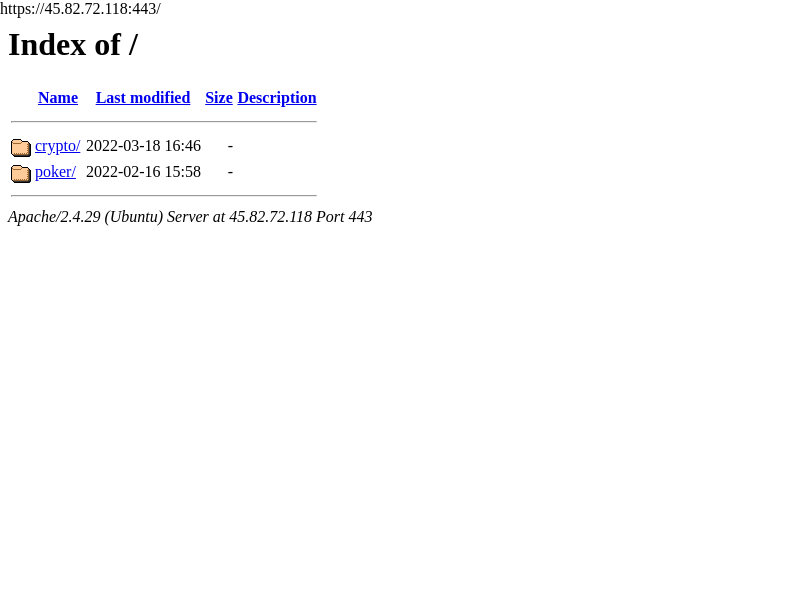 https://45.82.72.118:443/
Index of /
Name Last modified Size Description
crypto/ 2022-03-18 16:46 -
poker/ 2022-02-16 15:58 -
Apache/2.4.29 (Ubuntu) Server at 45.82.72.118 Port 443